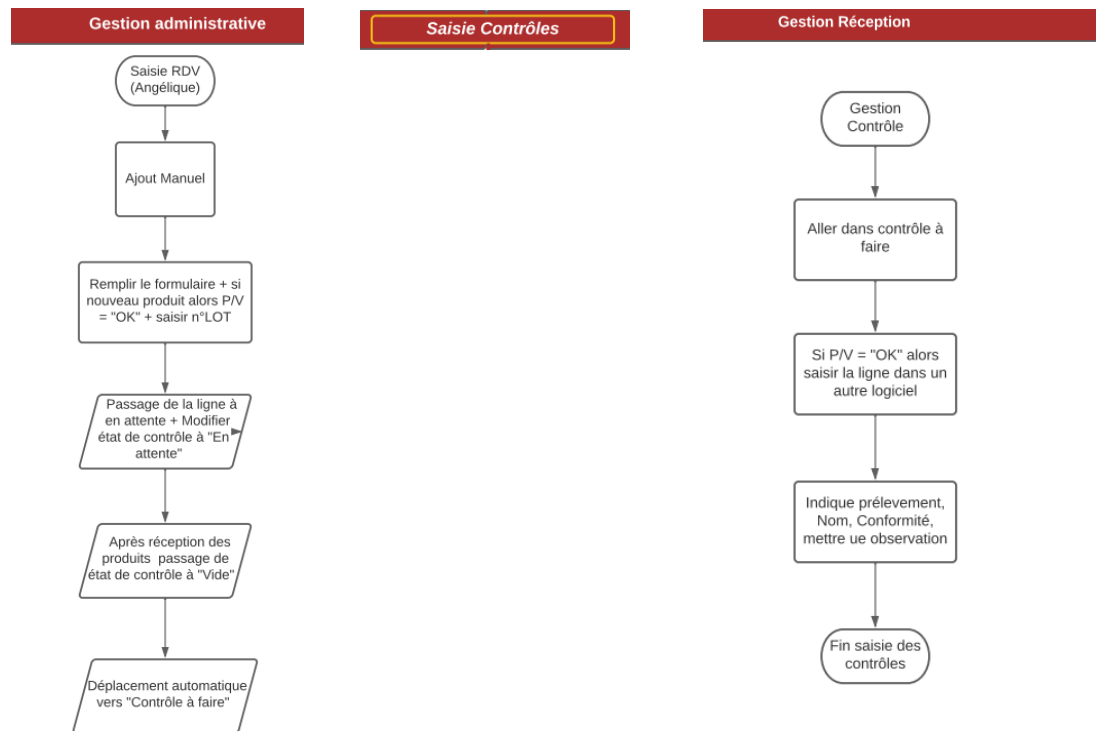 Gestion administrative
Saisie RDV
(Angélique)
Ajout Manuel
Remplir le formulaire + si
nouveau produit alors P/V
= "OK" + saisir n°LOT
Passage de la ligne à
en attente + Modifier
état de contrôle à "En
attente"
Après réception des
produits passage de
état de contrôle à "Vide"
Déplacement automatique
vers "Contrôle à faire"
Saisie Contrôles
Gestion Réception
Gestion
Contrôle
Aller dans contrôle à
faire
Si P/V = "OK" alors
saisir la ligne dans un
autre logiciel
Indique prélevement,
Nom, Conformité,
mettre ue observation
Fin saisie des
contrôles